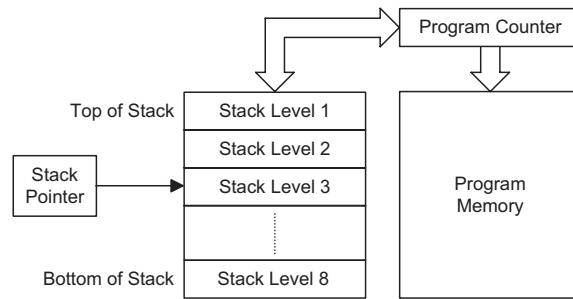 Program Counter
Top of Stack
Stack Level 1
Stack Level 2
Stack
Pointer
Stack Level 3
Program
Memory
Bottom of Stack
Stack Level 8